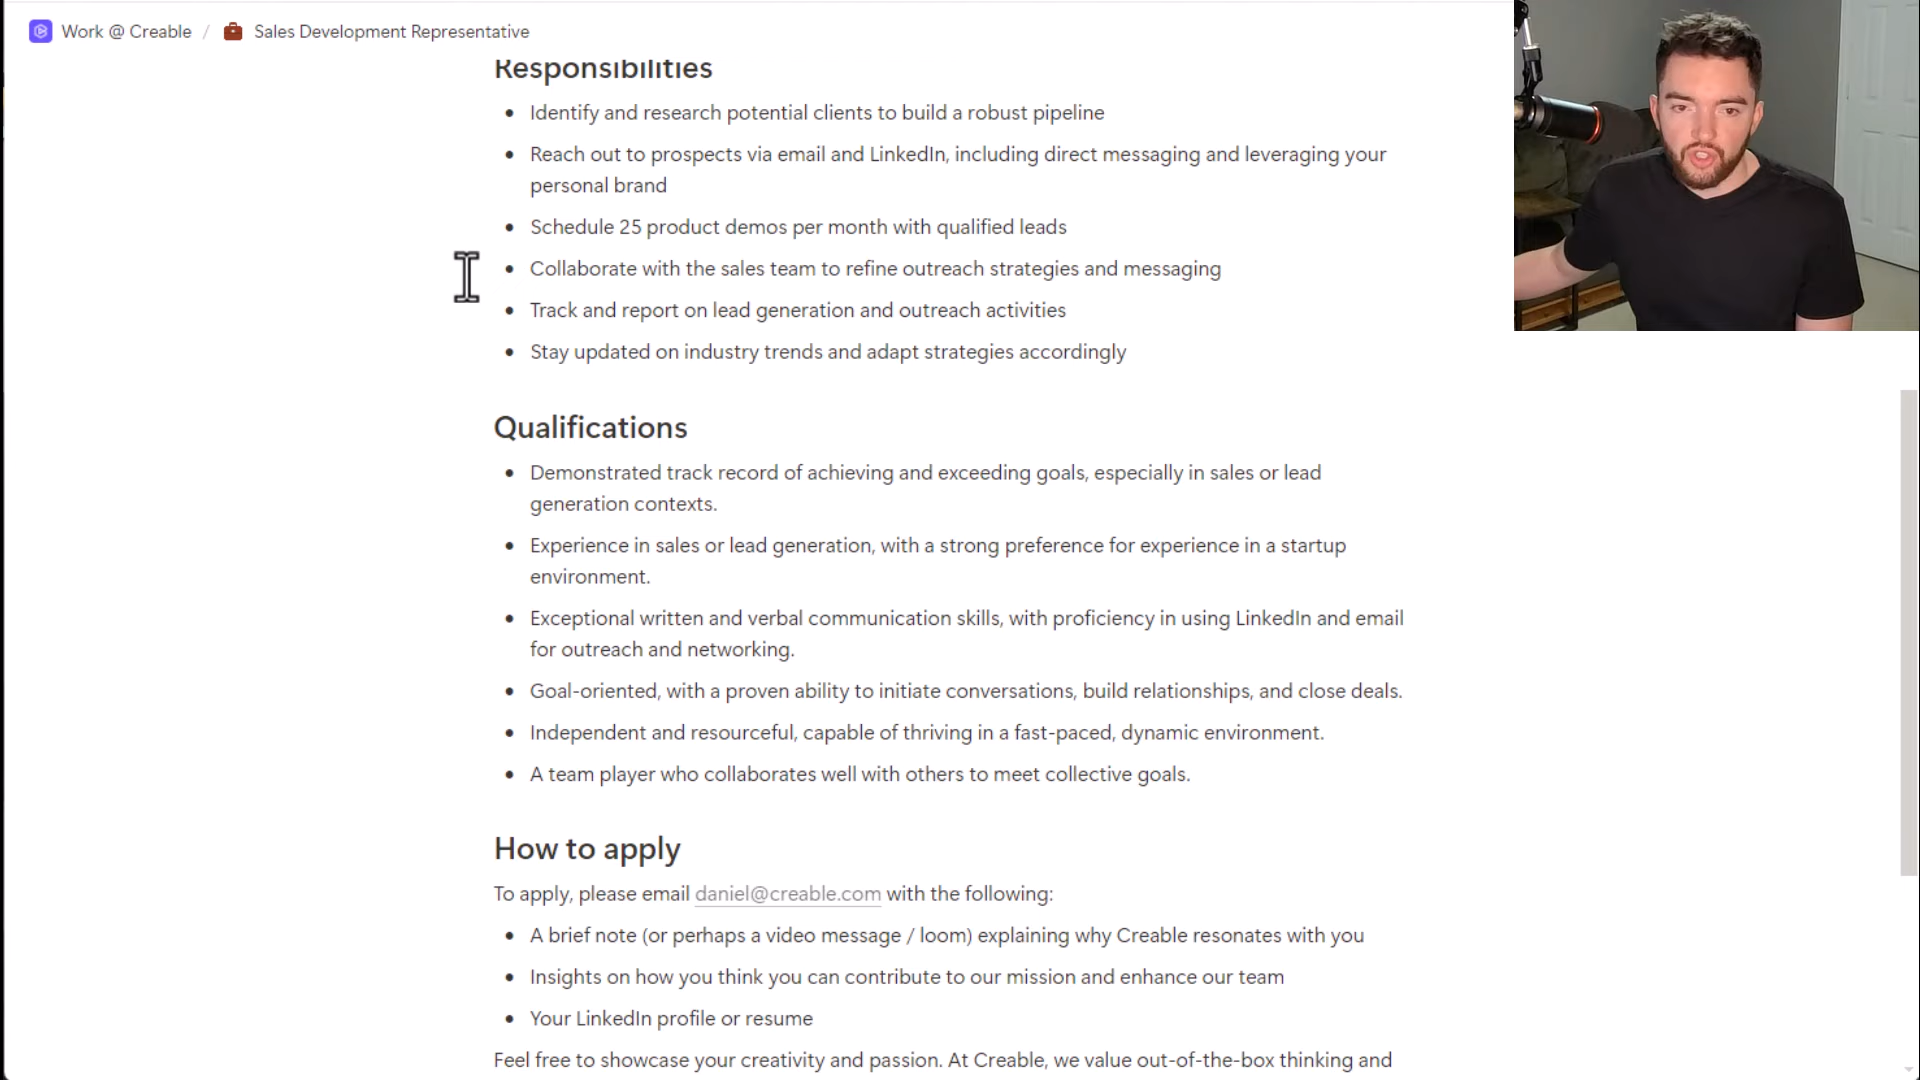 Work @ Creable / Sales Development Representative
Responsibilities
• Identify and research potential clients to build a robust pipeline
• Reach out to prospects via email and LinkedIn, including direct messaging and leveraging your
personal brand
• Schedule 25 product demos per month with qualified leads
• Collaborate with the sales team to refine outreach strategies and messaging
• Track and report on lead generation and outreach activities
• Stay updated on industry trends and adapt strategies accordingly
Qualifications
• Demonstrated track record of achieving and exceeding goals, especially in sales or lead
generation contexts.
• Experience in sales or lead generation, with a strong preference for experience in a startup
environment.
• Exceptional written and verbal communication skills, with proficiency in using LinkedIn and email
for outreach and networking.
• Goal-oriented, with a proven ability to initiate conversations, build relationships, and close deals.
• Independent and resourceful, capable of thriving in a fast-paced, dynamic environment.
• A team player who collaborates well with others to meet collective goals.
How to apply
To apply, please email daniel@creable.com with the following:
• A brief note (or perhaps a video message / loom) explaining why Creable resonates with you
• Insights on how you think you can contribute to our mission and enhance our team
• Your LinkedIn profile or resume
Feel free to showcase your creativity and passion. At Creable, we value out-of-the-box thinking and